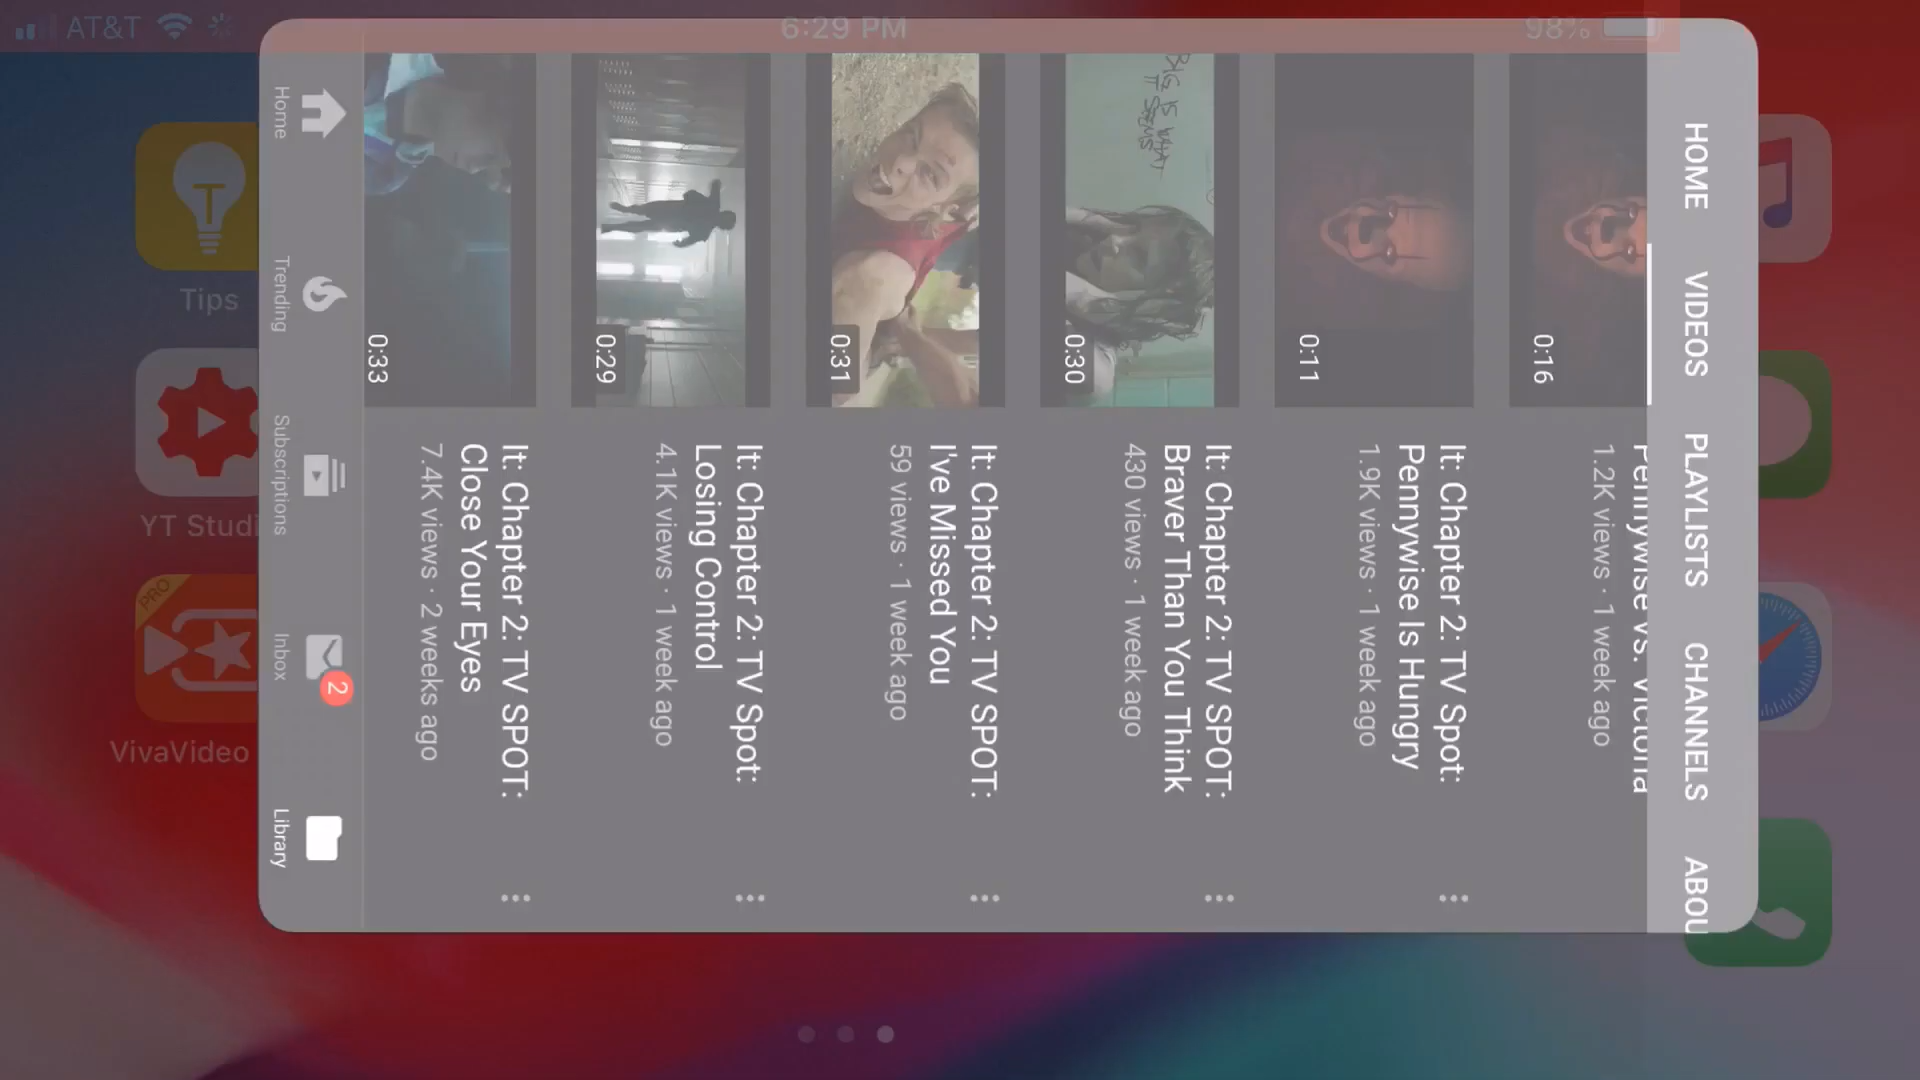 AT&T
6:29 PM
98%
Tips
YT Studi
PRO
VivaVideo
HOME
VIDEOS
PLAYLISTS
CHANNELS
ABOU
0:16
Pennywise vs. Victoria
1.2K views · 1 week ago
0:11
It: Chapter 2: TV Spot:
Pennywise Is Hungry
1.9K views · 1 week ago
0:30
It: Chapter 2: TV SPOT:
Braver Than You Think
430 views · 1 week ago
0:31
It: Chapter 2: TV SPOT:
I've Missed You
59 views · 1 week ago
0:29
It: Chapter 2: TV Spot:
Losing Control
4.1K views · 1 week ago
0:33
It: Chapter 2: TV SPOT:
Close Your Eyes
7.4K views · 2 weeks ago
Home
Trending
Subscriptions
Inbox
2
Library